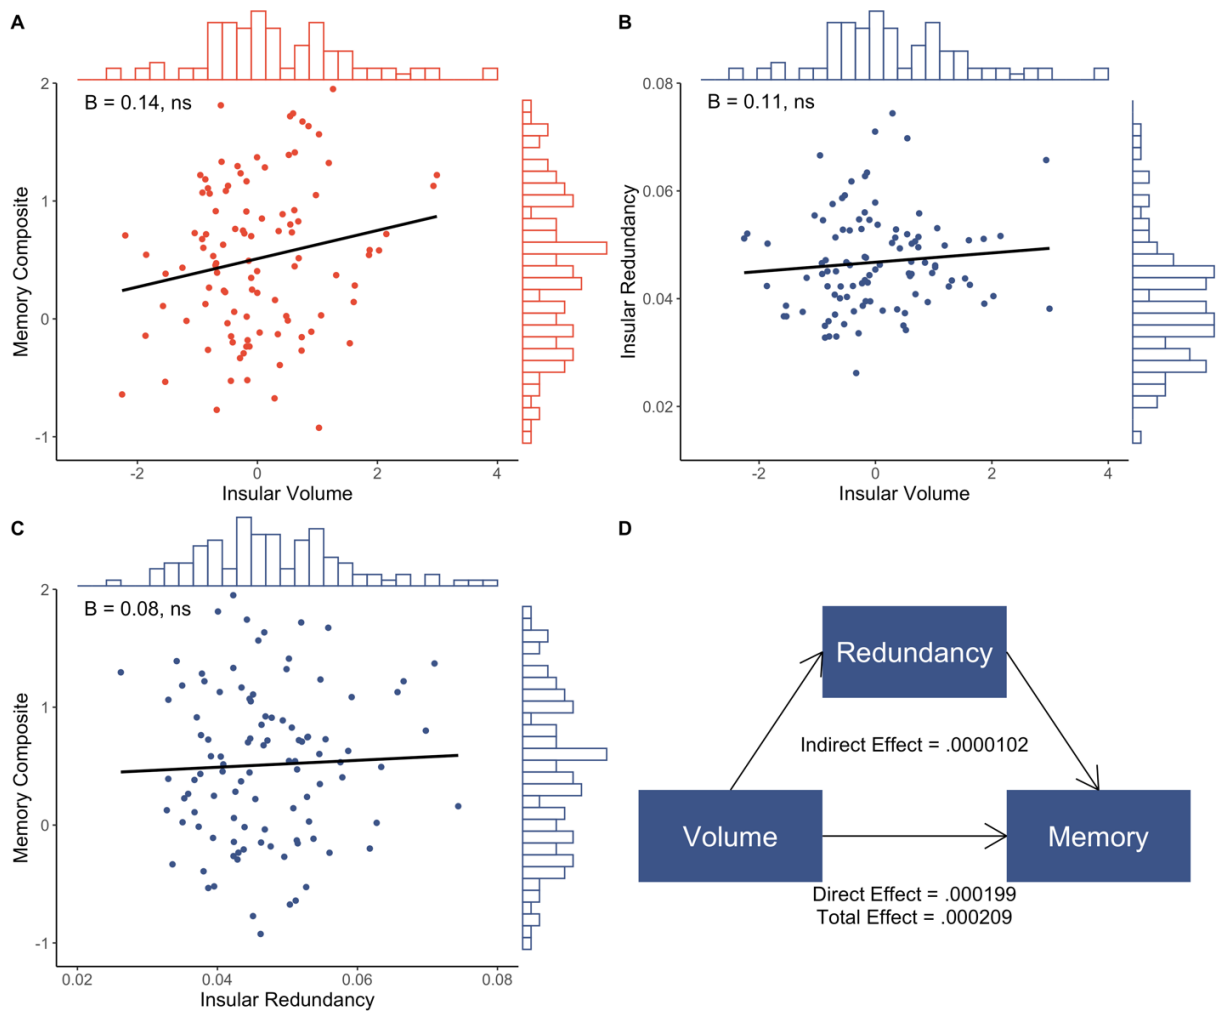 A
B = 0.14, ns
Memory Composite
2
1
0
-1
-2
0
2
4
Insular Volume
B
B = 0.11, ns
Insular Redundancy
0.08
0.06
0.04
0.02
-2
0
2
4
Insular Volume
C
B = 0.08, ns
Memory Composite
2
1
0
-1
0.02
0.04
0.06
0.08
Insular Redundancy
D
Redundancy
Indirect Effect = .0000102
Volume
Memory
Direct Effect = .000199
Total Effect = .000209